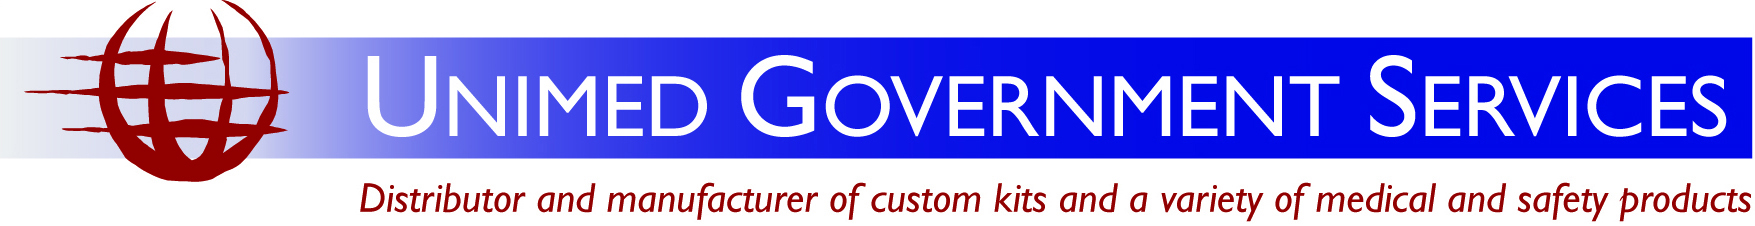 UNIMED GOVERNMENT SERVICES
Distributor and manufacturer of custom kits and a variety of medical and safety products